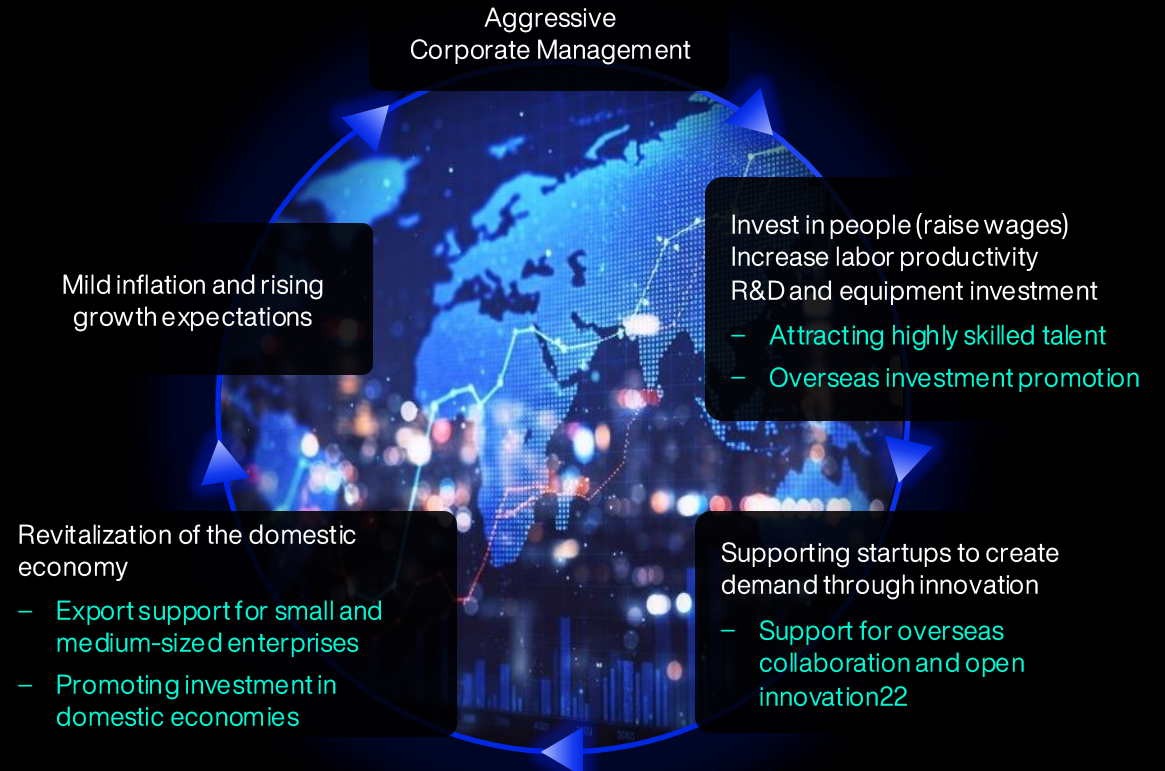 Aggressive
Corporate Management
Invest in people (raise wages)
Increase labor productivity
R&D and equipment investment
– Attracting highly skilled talent
– Overseas investment promotion
Supporting startups to create
demand through innovation
– Support for overseas
collaboration and open
innovation22
Revitalization of the domestic
economy
– Export support for small and
medium-sized enterprises
– Promoting investment in
domestic economies
Mild inflation and rising
growth expectations